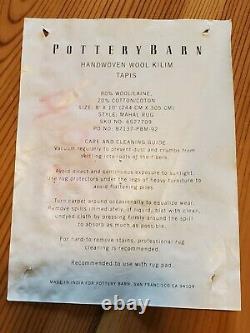 POTTERY BARN
HANDWOVEN WOOL KILIM
TAPIS
80% WOOL/LAINE,
20% COTTON/COTON
SIZE: 8' X 10' (244 CM X 305 CM)
STYLE: MAHAL RUG
SKU NO: 6527709
PO NO: 87137-PBM-92
CARE AND CLEANING GUIDE
Vacuum regularly to prevent dust and crumbs from
settling into roots of the fibers.
Avoid direct and continuous exposure to sunlight.
Use rug protectors under the legs of heavy furniture to
avoid flattening piles
Turn carpet around occasionally to equalize wear.
Remove spills immediately, if liquid, blot with clean,
undyed cloth by pressing firmly around the spill
to absorb as much as possible.
For hard-to remove stains, professional rug
cleaning is recommended.
Recommended to use with rug pad.
MADE IN INDIA FOR POTTERY BARN, SAN FRANCISCO CA 94109